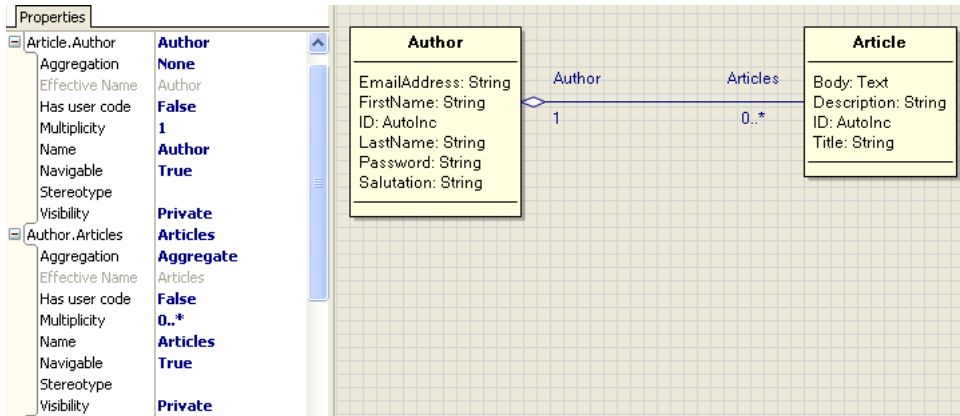 Properties
Article.Author Author
Aggregation None
Effective Name Author
Has user code False
Multiplicity 1
Name Author
Navigable True
Stereotype
Visibility Private
Author.Articles Articles
Aggregation Aggregate
Effective Name Articles
Has user code False
Multiplicity 0..*
Name Articles
Navigable True
Stereotype
Visibility Private
Author
EmailAddress: String
FirstName: String
ID: AutoInc
LastName: String
Password: String
Salutation: String
Author Articles
1 0..*
Article
Body: Text
Description: String
ID: AutoInc
Title: String